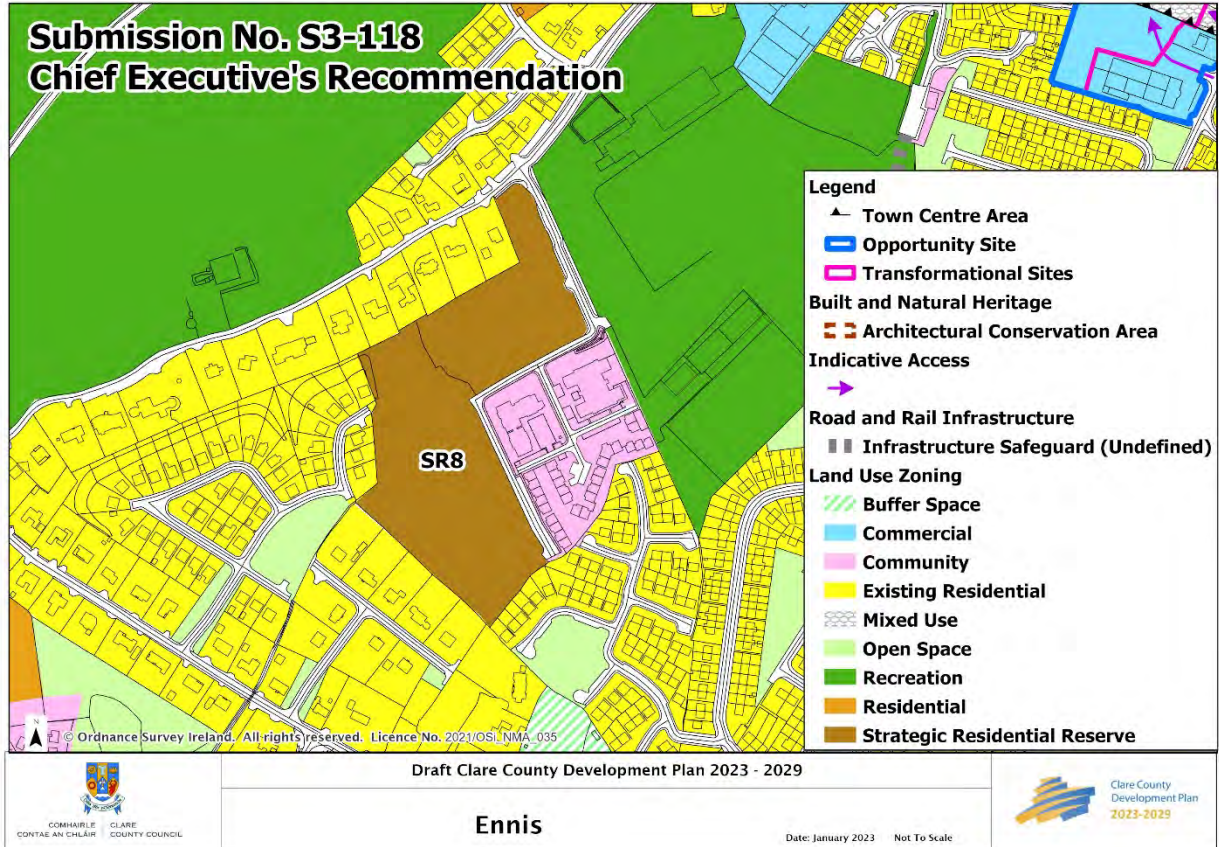 Submission No. S3-118
Chief Executive's Recommendation
SR8
Legend
Town Centre Area
Opportunity Site
Transformational Sites
Built and Natural Heritage
Architectural Conservation Area
Indicative Access
Road and Rail Infrastructure
Infrastructure Safeguard (Undefined)
Land Use Zoning
Buffer Space
Commercial
Community
Existing Residential
Mixed Use
Open Space
Recreation
Residential
Strategic Residential Reserve
N
© Ordnance Survey Ireland. All rights reserved. Licence No. 2021/OSi_NMA_035
COMHAIRLE CLARE
CONTAE AN CHLÁIR COUNTY COUNCIL
Draft Clare County Development Plan 2023 - 2029
Ennis
Date: January 2023 Not To Scale
Clare County
Development Plan
2023-2029